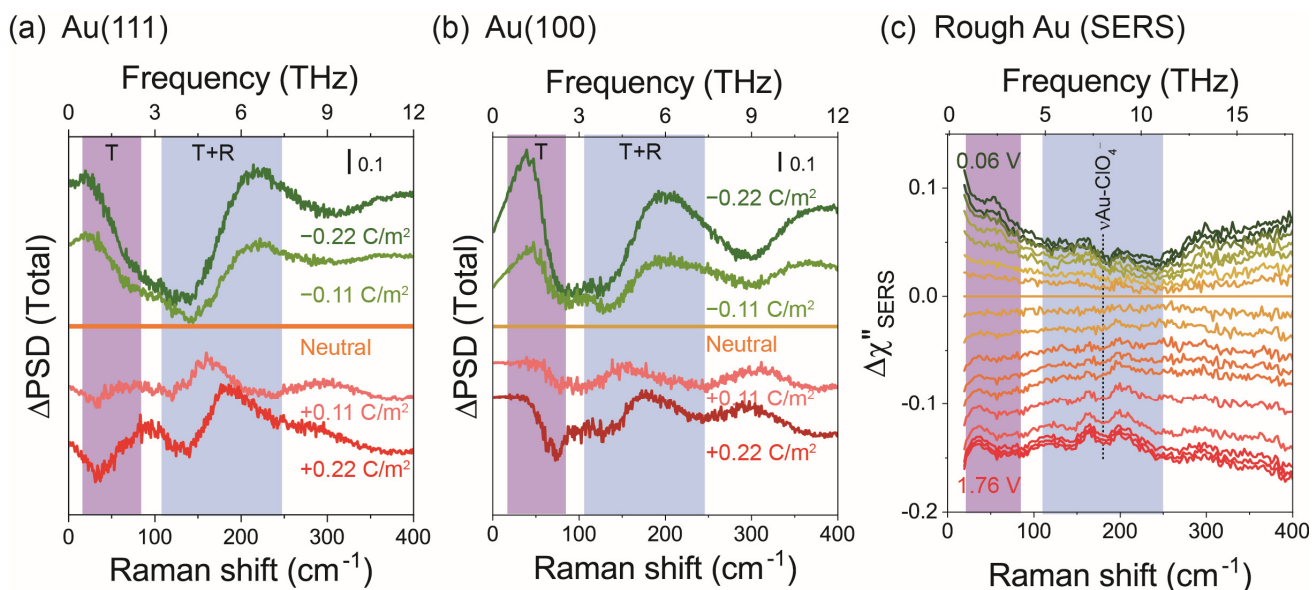 (a) Au(111)
Frequency (THz)
0 3 6 9 12
T
T+R
0.1
−0.22 C/m²
−0.11 C/m²
Neutral
+0.11 C/m²
+0.22 C/m²
ΔPSD (Total)
0 100 200 300 400
Raman shift (cm⁻¹)
(b) Au(100)
Frequency (THz)
0 3 6 9 12
T
T+R
0.1
−0.22 C/m²
−0.11 C/m²
Neutral
+0.11 C/m²
+0.22 C/m²
ΔPSD (Total)
0 100 200 300 400
Raman shift (cm⁻¹)
(c) Rough Au (SERS)
Frequency (THz)
0 5 10 15
0.06 V
νAu-ClO₄⁻
1.76 V
0.1
0.0
-0.1
-0.2
Δχ"SERS
0 100 200 300 400
Raman shift (cm⁻¹)